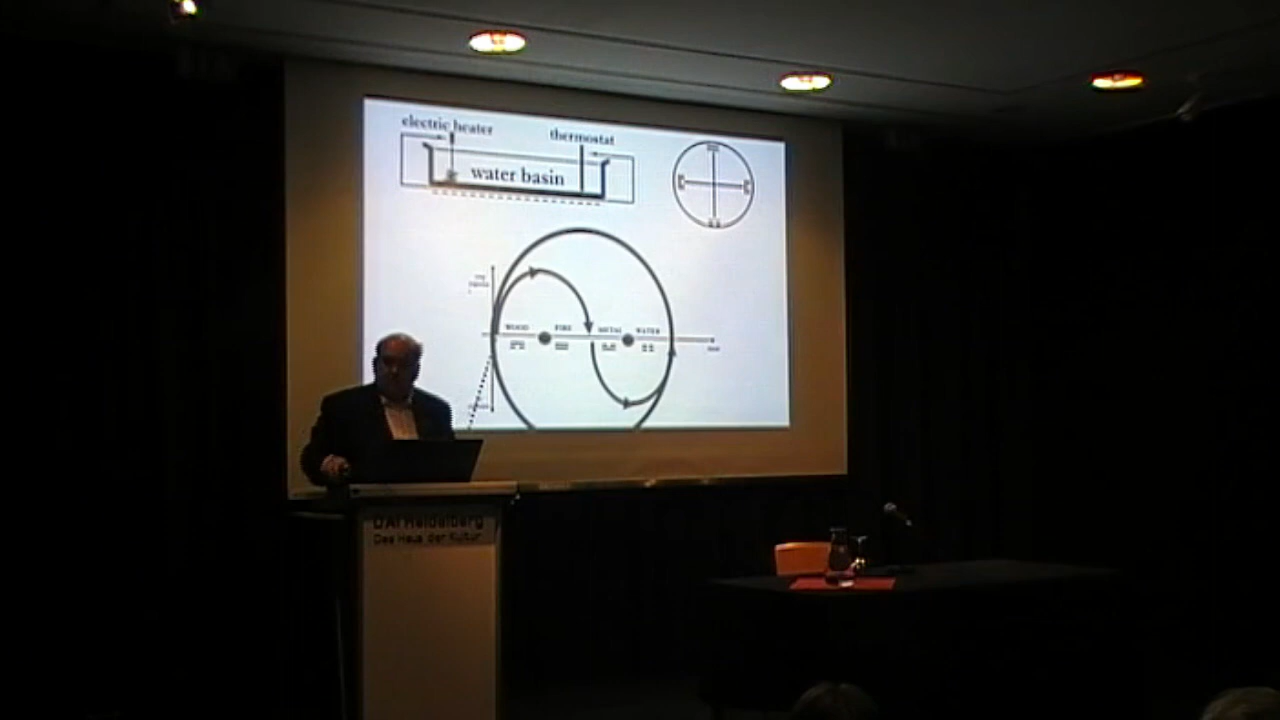 electric heater
thermostat
water basin
WOOD FIRE METAL WATER
DAI Heidelberg
Das Haus der Kultur